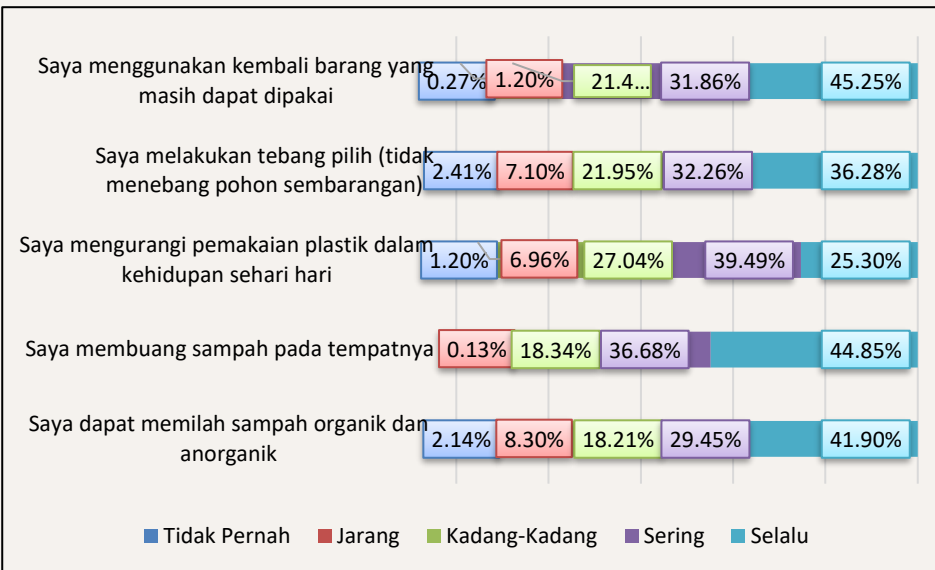 Saya menggunakan kembali barang yang
masih dapat dipakai
0.27% 1.20% 21.4... 31.86% 45.25%
Saya melakukan tebang pilih (tidak
menebang pohon sembarangan)
2.41% 7.10% 21.95% 32.26% 36.28%
Saya mengurangi pemakaian plastik dalam
kehidupan sehari hari
1.20% 6.96% 27.04% 39.49% 25.30%
Saya membuang sampah pada tempatnya
0.13% 18.34% 36.68% 44.85%
Saya dapat memilah sampah organik dan
anorganik
2.14% 8.30% 18.21% 29.45% 41.90%
Tidak Pernah Jarang Kadang-Kadang Sering Selalu